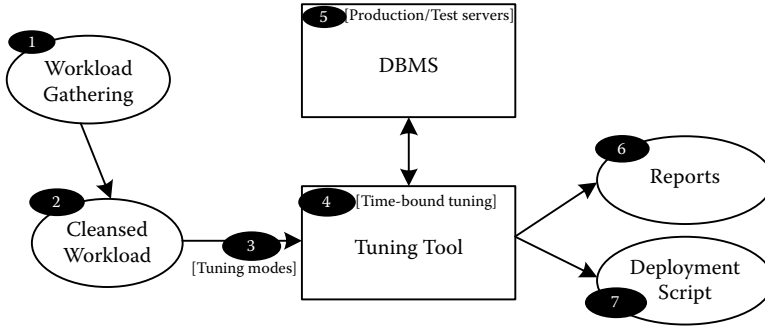 1
Workload
Gathering
2
Cleansed
Workload
3
[Tuning modes]
4
[Time-bound tuning]
Tuning Tool
5
[Production/Test servers]
DBMS
6
Reports
Deployment
Script
7